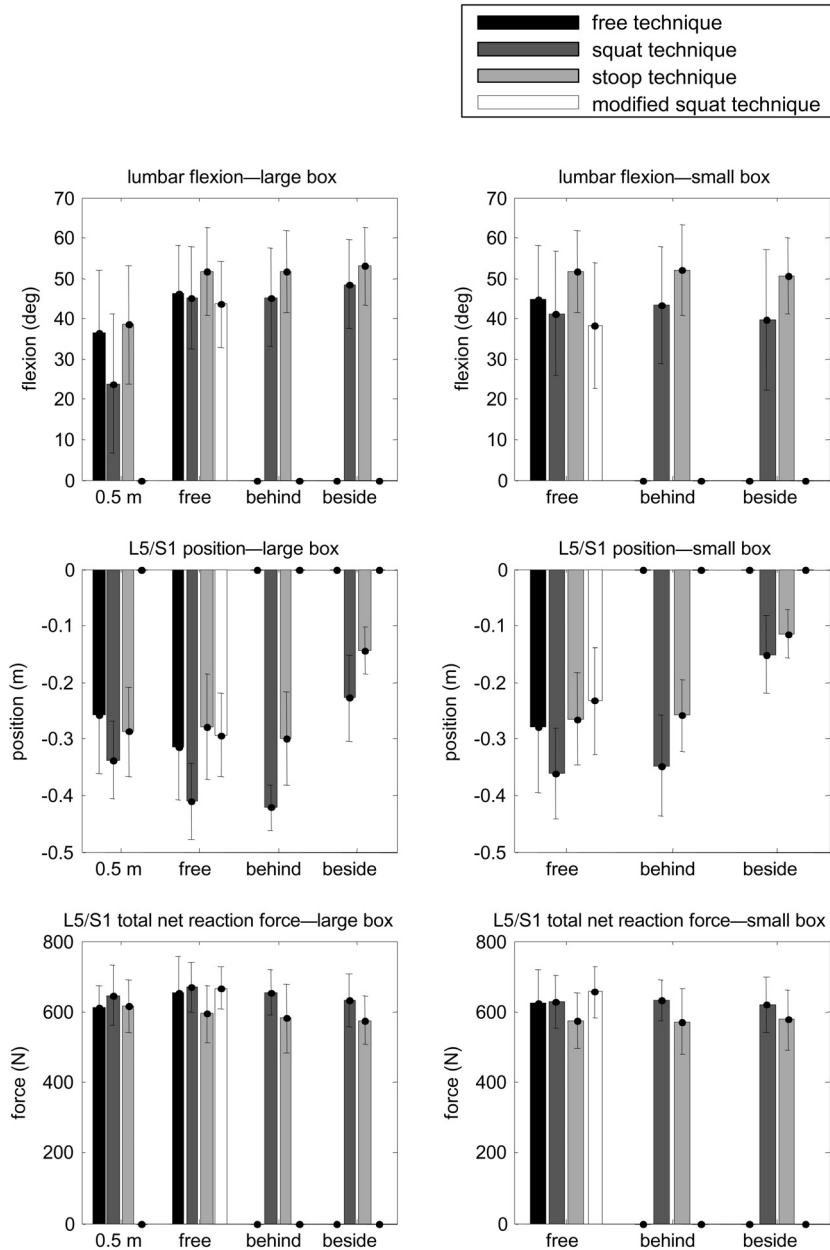 free technique
squat technique
stoop technique
modified squat technique
lumbar flexion—large box
70
60
50
40
30
20
10
0
flexion (deg)
0.5 m free behind beside
lumbar flexion—small box
70
60
50
40
30
20
10
0
flexion (deg)
free behind beside
L5/S1 position—large box
0
-0.1
-0.2
-0.3
-0.4
-0.5
position (m)
0.5 m free behind beside
L5/S1 position—small box
0
-0.1
-0.2
-0.3
-0.4
-0.5
position (m)
free behind beside
L5/S1 total net reaction force—large box
800
600
400
200
0
force (N)
0.5 m free behind beside
L5/S1 total net reaction force—small box
800
600
400
200
0
force (N)
free behind beside